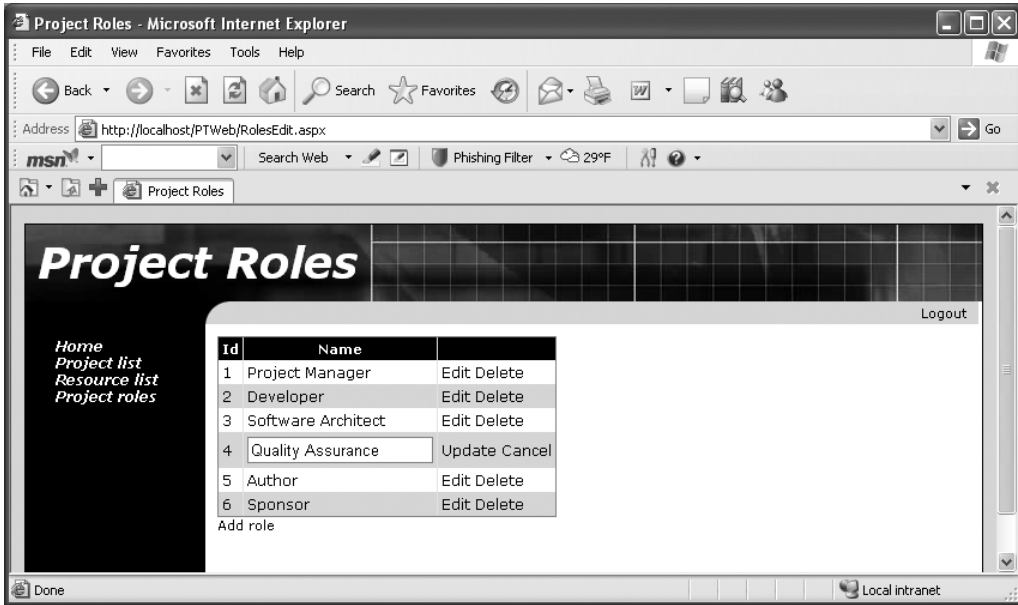 Project Roles - Microsoft Internet Explorer
File Edit View Favorites Tools Help
Back Search Favorites W
Address http://localhost/PTWeb/RolesEdit.aspx Go
msn Search Web Phishing Filter 29°F
Project Roles
Project Roles
Logout
Home
Project list
Resource list
Project roles
Id Name
1 Project Manager Edit Delete
2 Developer Edit Delete
3 Software Architect Edit Delete
4 Quality Assurance Update Cancel
5 Author Edit Delete
6 Sponsor Edit Delete
Add role
Done Local intranet